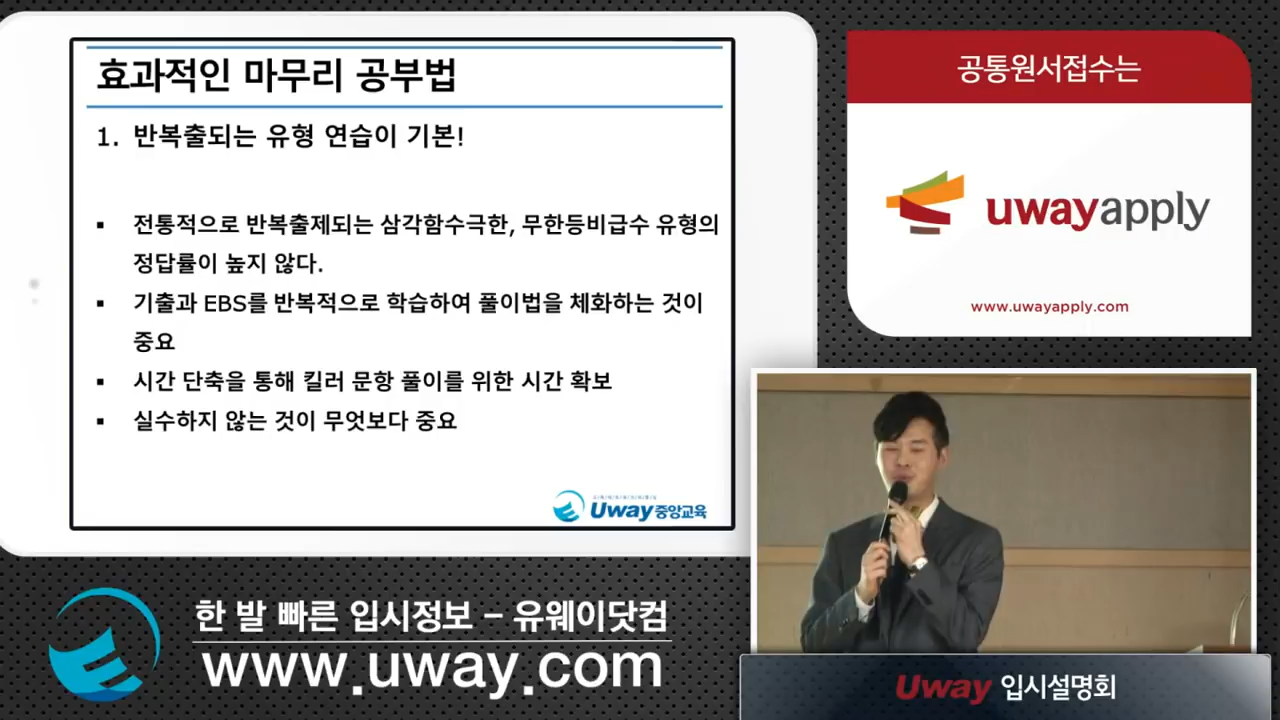 효과적인 마무리 공부법
1. 반복출되는 유형 연습이 기본!
▪ 전통적으로 반복출제되는 삼각함수극한, 무한등비급수 유형의
정답률이 높지 않다.
▪ 기출과 EBS를 반복적으로 학습하여 풀이법을 체화하는 것이
중요
▪ 시간 단축을 통해 킬러 문항 풀이를 위한 시간 확보
▪ 실수하지 않는 것이 무엇보다 중요
Uway중앙교육
공통원서접수는
uwayapply
www.uwayapply.com
한 발 빠른 입시정보 – 유웨이닷컴
www.uway.com
Uway 입시설명회